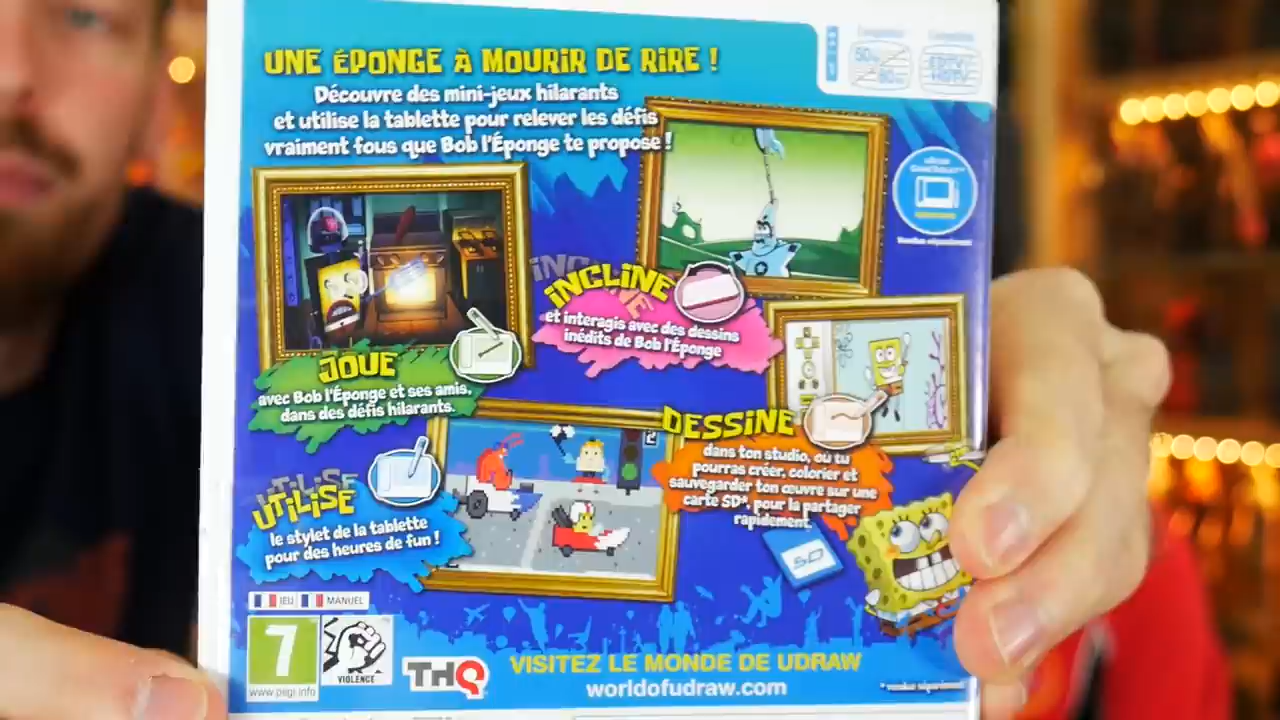 UNE ÉPONGE À MOURIR DE RIRE !
Découvre des mini-jeux hilarants
et utilise la tablette pour relever les défis
vraiment fous que Bob l'Éponge te propose !
INCLINE
et interagis avec des dessins
inédits de Bob l'Éponge
JOUE
avec Bob l'Éponge et ses amis,
dans des défis hilarants.
DESSINE
dans ton studio, où tu
pourras créer, colorier et
sauvegarder ton œuvre sur une
carte SD*, pour la partager
rapidement.
UTILISE
le stylet de la tablette
pour des heures de fun !
SD
JEU MANUEL
7
www.pegi.info
VIOLENCE
THQ
VISITEZ LE MONDE DE UDRAW
worldofudraw.com
* vendue séparément